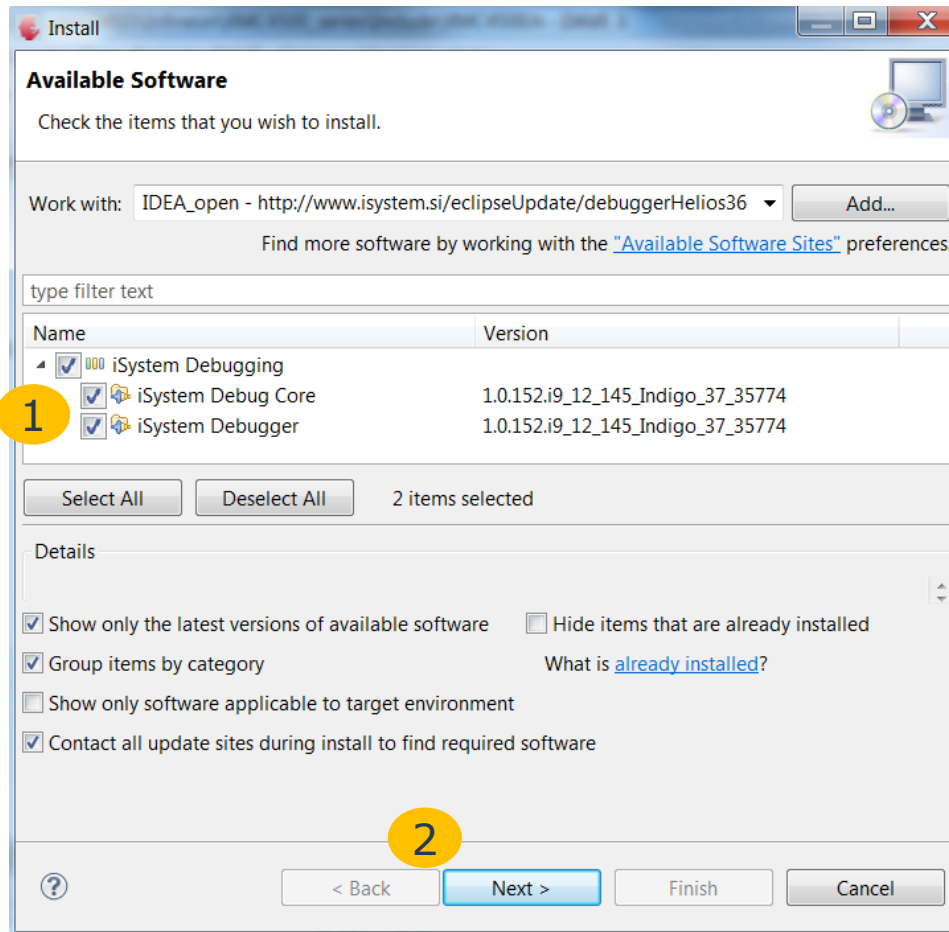 Install
Available Software
Check the items that you wish to install.
Work with: IDEA_open - http://www.isystem.si/eclipseUpdate/debuggerHelios36 Add...
Find more software by working with the "Available Software Sites" preferences.
type filter text
Name Version
iSystem Debugging
iSystem Debug Core 1.0.152.i9_12_145_Indigo_37_35774
1
iSystem Debugger 1.0.152.i9_12_145_Indigo_37_35774
Select All Deselect All 2 items selected
Details
Show only the latest versions of available software Hide items that are already installed
Group items by category What is already installed?
Show only software applicable to target environment
Contact all update sites during install to find required software
2
? < Back Next > Finish Cancel